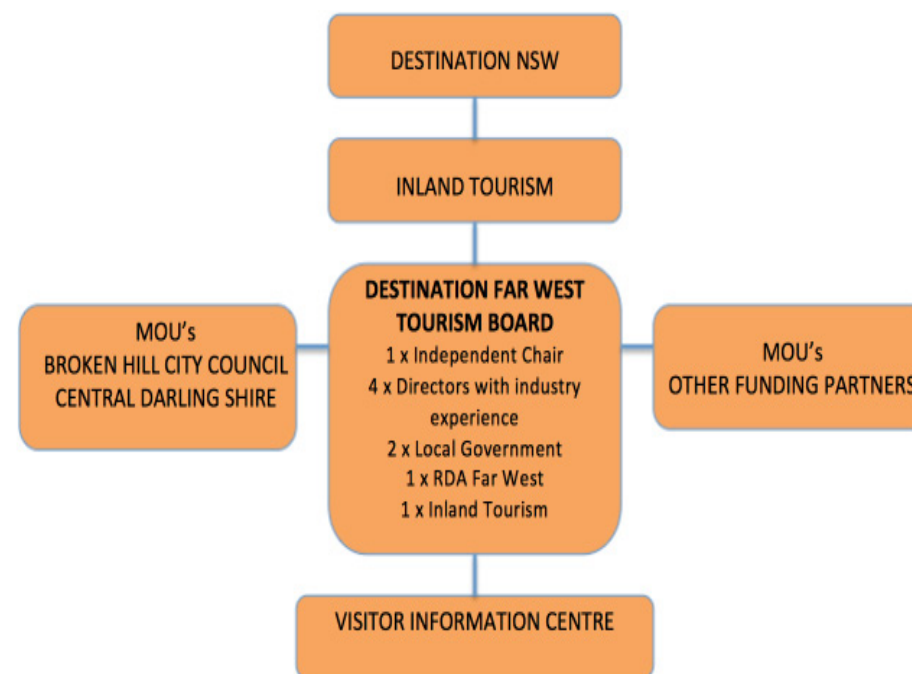 DESTINATION NSW
INLAND TOURISM
DESTINATION FAR WEST
TOURISM BOARD
1 x Independent Chair
4 x Directors with industry
experience
2 x Local Government
1 x RDA Far West
1 x Inland Tourism
MOU's
BROKEN HILL CITY COUNCIL
CENTRAL DARLING SHIRE
MOU's
OTHER FUNDING PARTNERS
VISITOR INFORMATION CENTRE